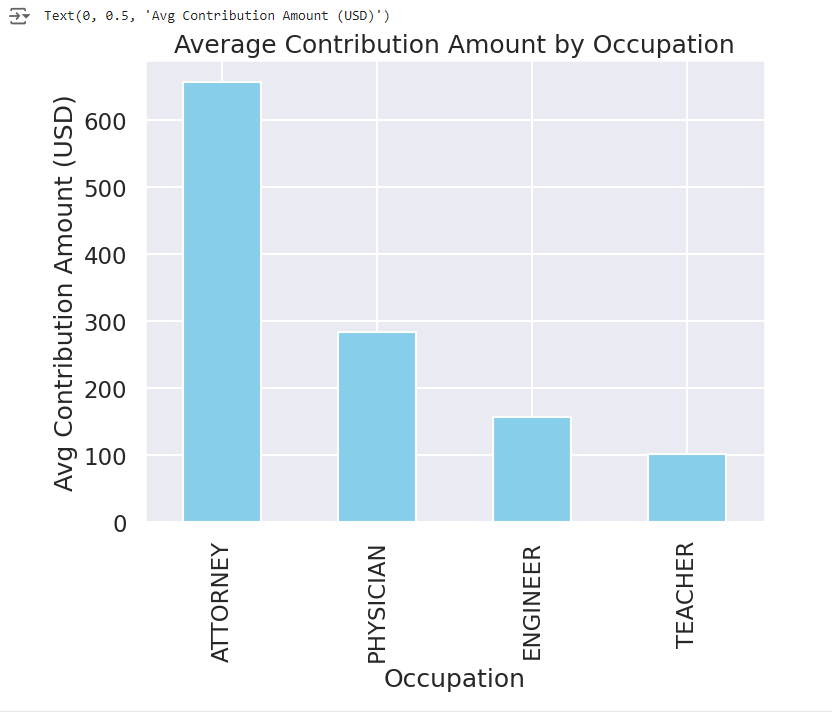 Text(0, 0.5, 'Avg Contribution Amount (USD)')
Average Contribution Amount by Occupation
Avg Contribution Amount (USD)
600
500
400
300
200
100
0
ATTORNEY
PHYSICIAN
ENGINEER
TEACHER
Occupation